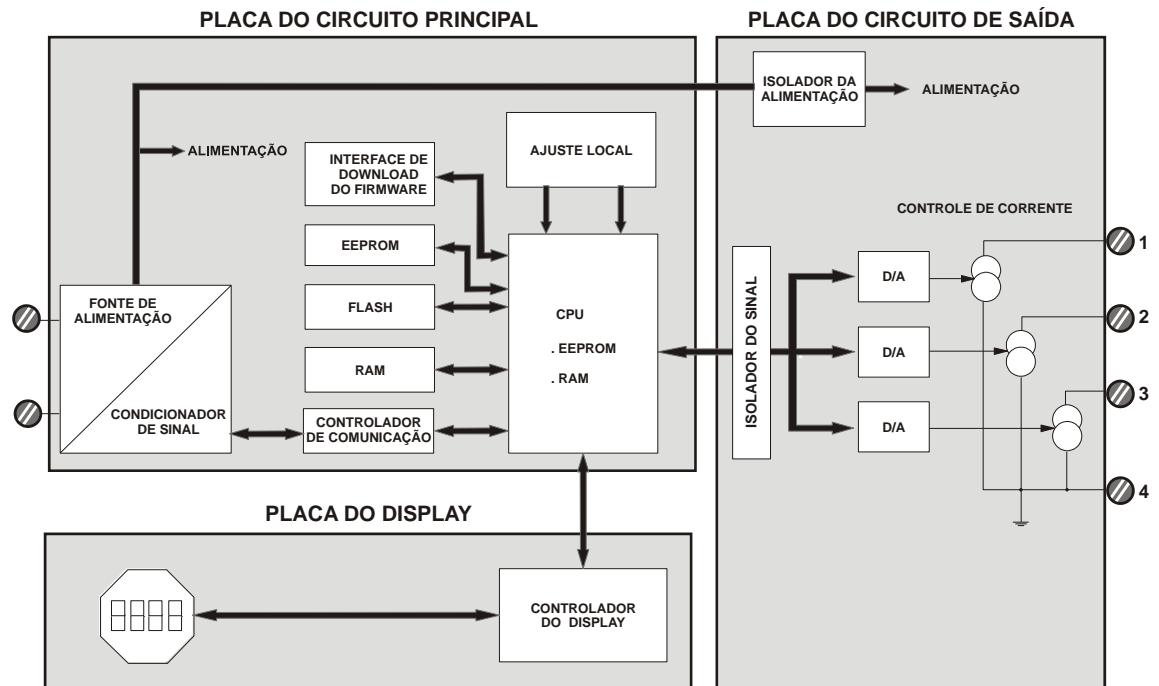 PLACA DO CIRCUITO PRINCIPAL
PLACA DO CIRCUITO DE SAÍDA
ISOLADOR DA
ALIMENTAÇÃO
ALIMENTAÇÃO
ALIMENTAÇÃO
INTERFACE DE
DOWNLOAD
DO FIRMWARE
AJUSTE LOCAL
EEPROM
FLASH
RAM
CONTROLADOR
DE COMUNICAÇÃO
FONTE DE
ALIMENTAÇÃO
CONDICIONADOR
DE SINAL
CPU
. EEPROM
. RAM
ISOLADOR DO SINAL
CONTROLE DE CORRENTE
D/A
D/A
D/A
1
2
3
4
PLACA DO DISPLAY
8888
CONTROLADOR
DO DISPLAY